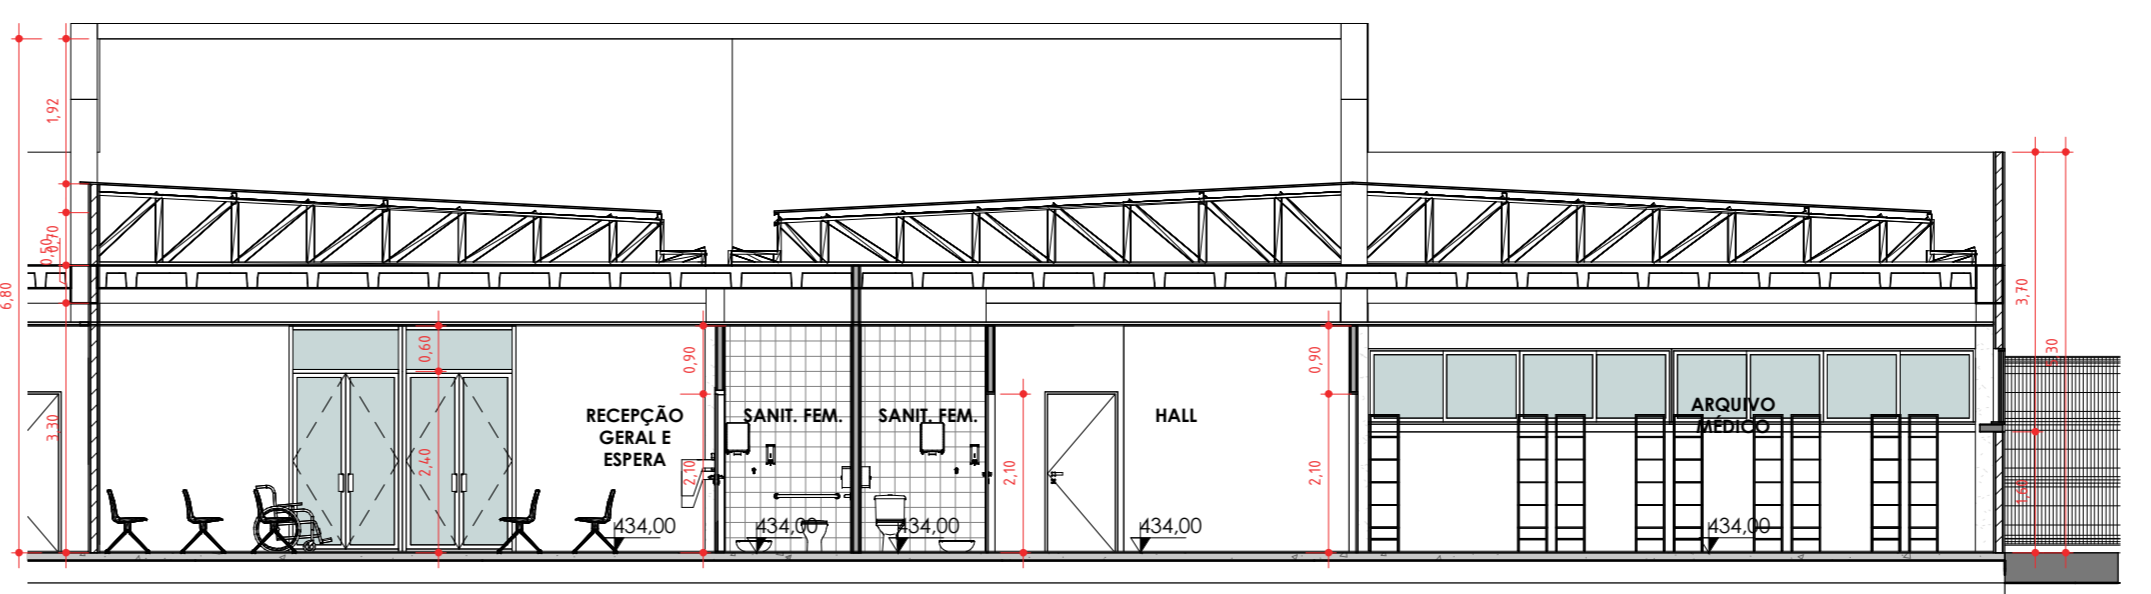 1,92
0,50
0,70
6,80
3,30
0,60
2,40
RECEPÇÃO
GERAL E
ESPERA
434,00
0,90
2,10
SANIT. FEM.
434,00
SANIT. FEM.
434,00
2,10
HALL
434,00
0,90
2,10
ARQUIVO
MÉDICO
434,00
3,70
1,60